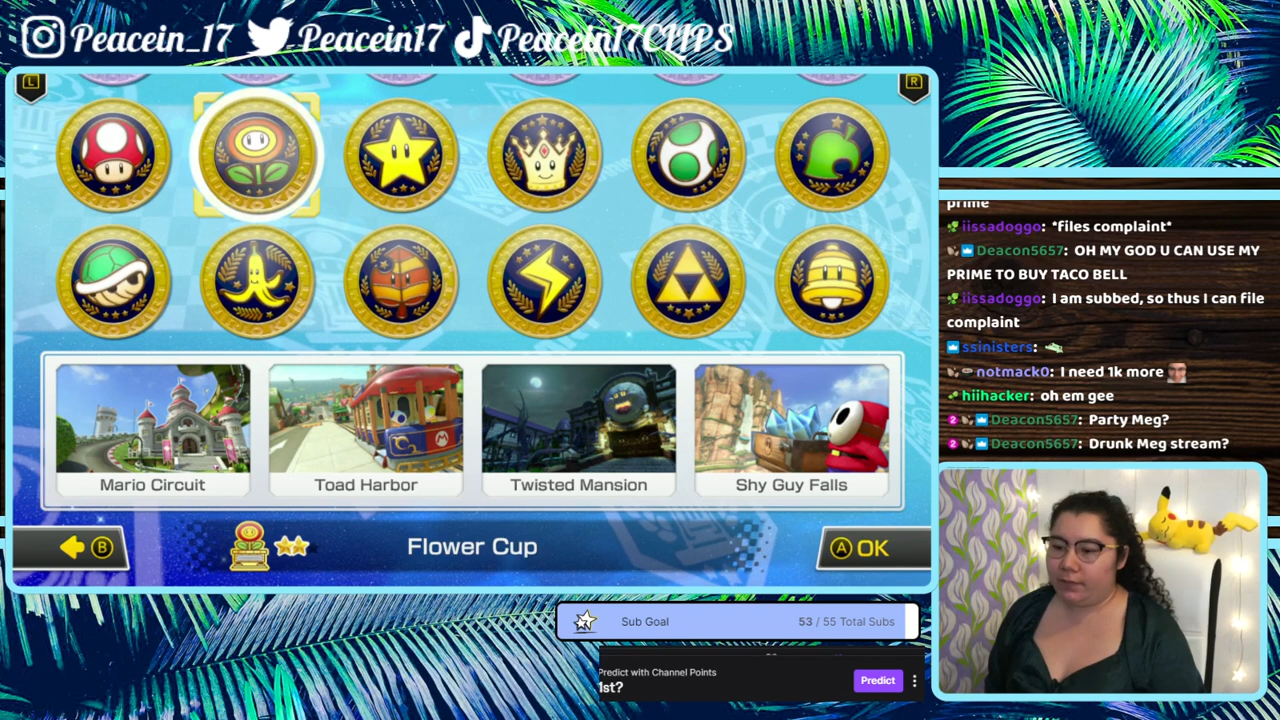 Peacein_17 Peacein17 Peacein17ClIPS
L R
prime
iissadoggo: *files complaint*
Deacon5657: OH MY GOD U CAN USE MY
PRIME TO BUY TACO BELL
iissadoggo: I am subbed, so thus I can file
complaint
ssinisters:
notmack0: I need 1k more
hiihacker: oh em gee
2 Deacon5657: Party Meg?
2 Deacon5657: Drunk Meg stream?
Mario Circuit Toad Harbor Twisted Mansion Shy Guy Falls
B Flower Cup A OK
Sub Goal 53 / 55 Total Subs
Predict with Channel Points
1st?
Predict